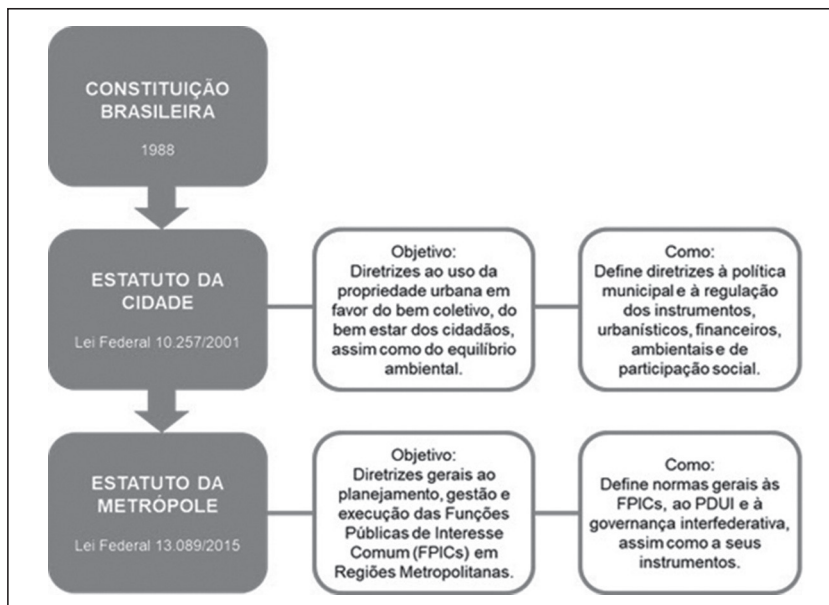 CONSTITUIÇÃO
BRASILEIRA
1988
ESTATUTO DA
CIDADE
Lei Federal 10.257/2001
Objetivo:
Diretrizes ao uso da
propriedade urbana em
favor do bem coletivo, do
bem estar dos cidadãos,
assim como do equilíbrio
ambiental.
Como:
Define diretrizes à política
municipal e à regulação
dos instrumentos,
urbanísticos, financeiros,
ambientais e de
participação social.
ESTATUTO DA
METRÓPOLE
Lei Federal 13.089/2015
Objetivo:
Diretrizes gerais ao
planejamento, gestão e
execução das Funções
Públicas de Interesse
Comum (FPICs) em
Regiões Metropolitanas.
Como:
Define normas gerais às
FPICs, ao PDUI e à
governança interfederativa,
assim como a seus
instrumentos.